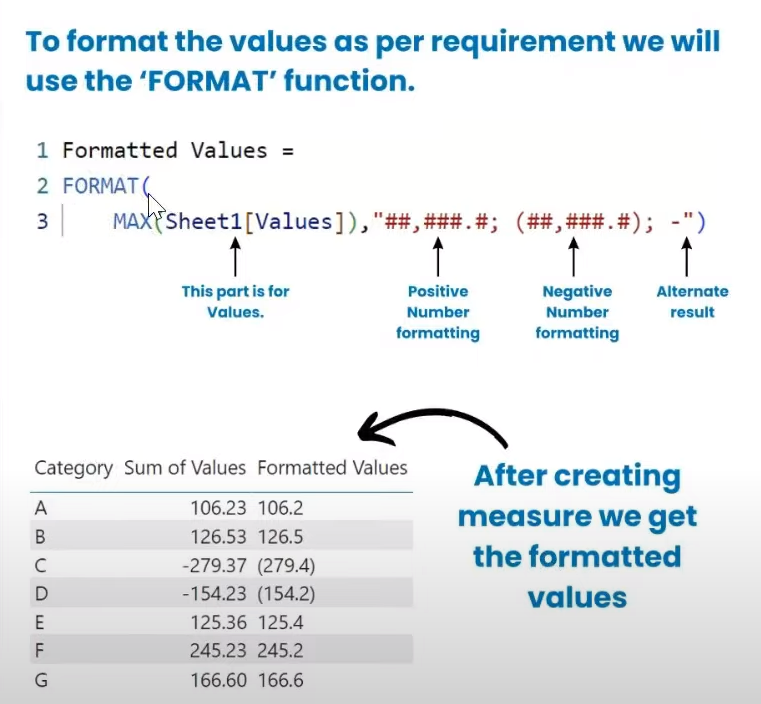 To format the values as per requirement we will
use the ‘FORMAT’ function.
1 Formatted Values =
2 FORMAT(
3 MAX(Sheet1[Values]),"##,###.#; (##,###.#); -")
This part is for
Values.
Positive
Number
formatting
Negative
Number
formatting
Alternate
result
Category Sum of Values Formatted Values
A 106.23 106.2
B 126.53 126.5
C -279.37 (279.4)
D -154.23 (154.2)
E 125.36 125.4
F 245.23 245.2
G 166.60 166.6
After creating
measure we get
the formatted
values